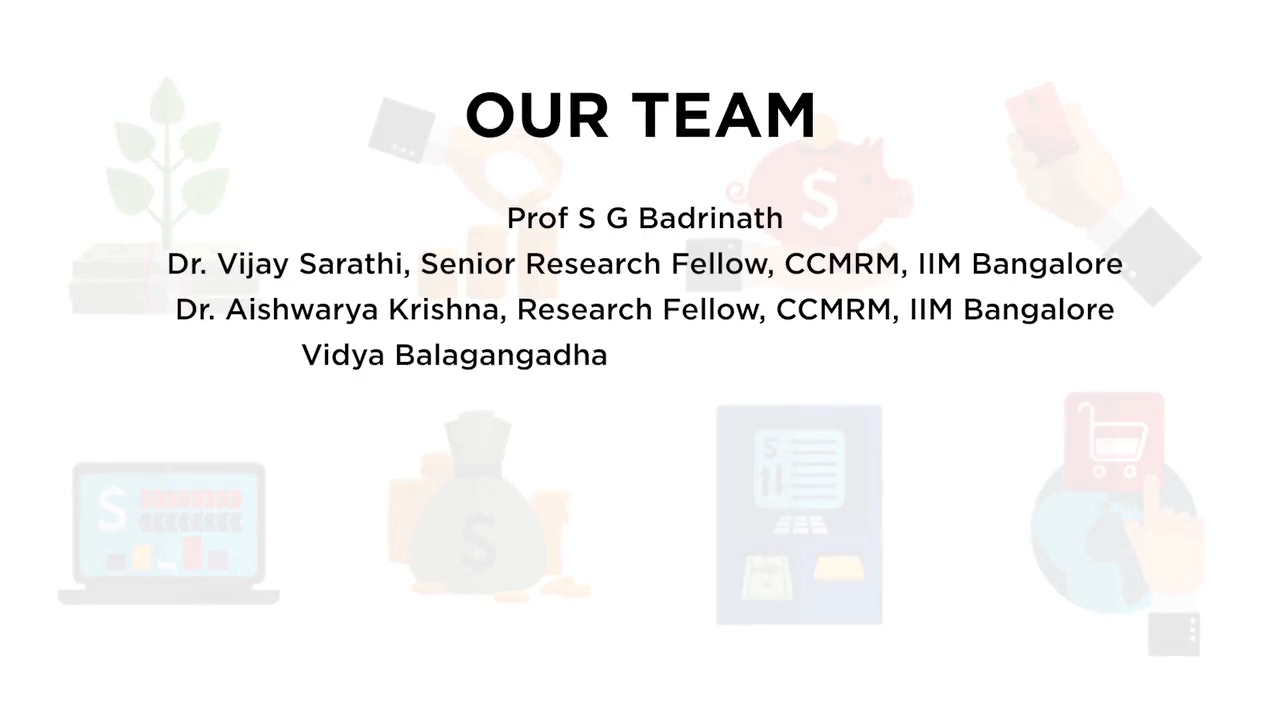 OUR TEAM
Prof S G Badrinath
Dr. Vijay Sarathi, Senior Research Fellow, CCMRM, IIM Bangalore
Dr. Aishwarya Krishna, Research Fellow, CCMRM, IIM Bangalore
Vidya Balagangadha
$
$
$
$